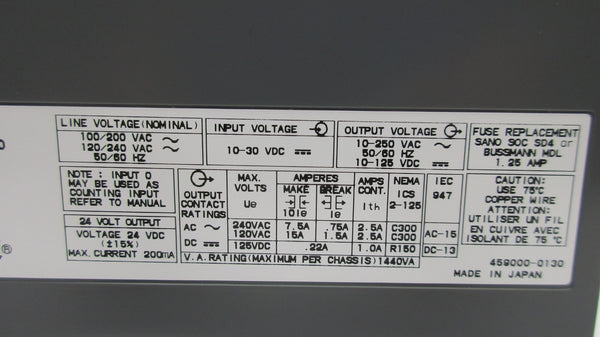 LINE VOLTAGE (NOMINAL)
100/200 VAC ~
120/240 VAC ~
50/60 HZ
INPUT VOLTAGE
10-30 VDC
OUTPUT VOLTAGE
10-250 VAC ~
50/60 HZ
10-125 VDC
FUSE REPLACEMENT
SANO SOC SD4 or
BUSSMANN MDL
1.25 AMP
NOTE : INPUT 0
MAY BE USED AS
COUNTING INPUT
REFER TO MANUAL
24 VOLT OUTPUT
VOLTAGE 24 VDC
(±15%)
MAX. CURRENT 200mA
OUTPUT CONTACT RATINGS
MAX. VOLTS Ue
AMPERES
MAKE 10Ie
BREAK Ie
AMPS CONT. Ith
NEMA ICS 2-125
IEC 947
AC ~ 240VAC 7.5A .75A 2.5A C300 AC-15
120VAC 15A 1.5A 2.5A C300
DC 125VDC .22A 1.0A R150 DC-13
V.A.RATING(MAXIMUM PER CHASSIS)1440VA
CAUTION:
USE 75°C
COPPER WIRE
ATTENTION:
UTILISER UN FIL
EN CUIVRE AVEC
ISOLANT DE 75 °C
®
459000-0130
MADE IN JAPAN